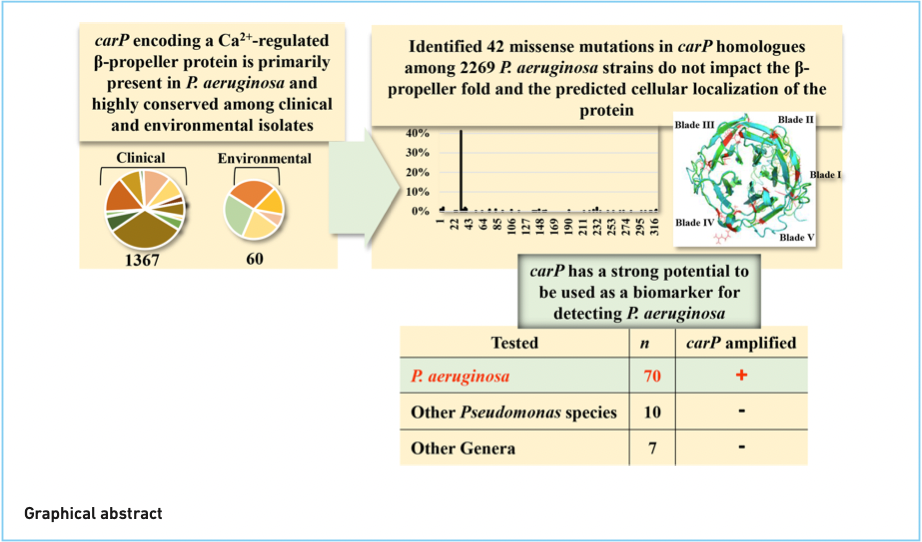 carP encoding a Ca²⁺-regulated
β-propeller protein is primarily
present in P. aeruginosa and
highly conserved among clinical
and environmental isolates
Clinical
Environmental
1367
60
Identified 42 missense mutations in carP homologues
among 2269 P. aeruginosa strains do not impact the β-
propeller fold and the predicted cellular localization of the
protein
40%
30%
20%
10%
0%
1
22
43
64
85
106
127
148
169
190
211
232
253
274
295
316
Blade III
Blade II
Blade I
Blade IV
Blade V
carP has a strong potential to
be used as a biomarker for
detecting P. aeruginosa
Tested n carP amplified
P. aeruginosa 70 +
Other Pseudomonas species 10 -
Other Genera 7 -
Graphical abstract